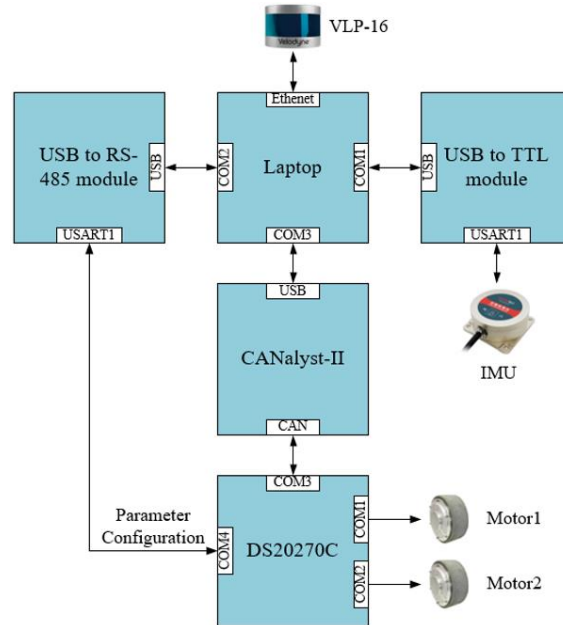 VLP-16
Velodyne
Ethenet
USB to RS-
485 module
USB
COM2
Laptop
COM1
USB
USB to TTL
module
USART1
COM3
USART1
USB
CANalyst-II
IMU
CAN
COM3
Parameter
Configuration
COM4
DS20270C
COM1
Motor1
COM2
Motor2